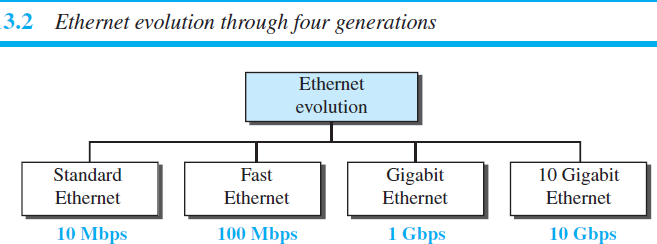 3.2 Ethernet evolution through four generations
Ethernet
evolution
Standard
Ethernet
Fast
Ethernet
Gigabit
Ethernet
10 Gigabit
Ethernet
10 Mbps
100 Mbps
1 Gbps
10 Gbps